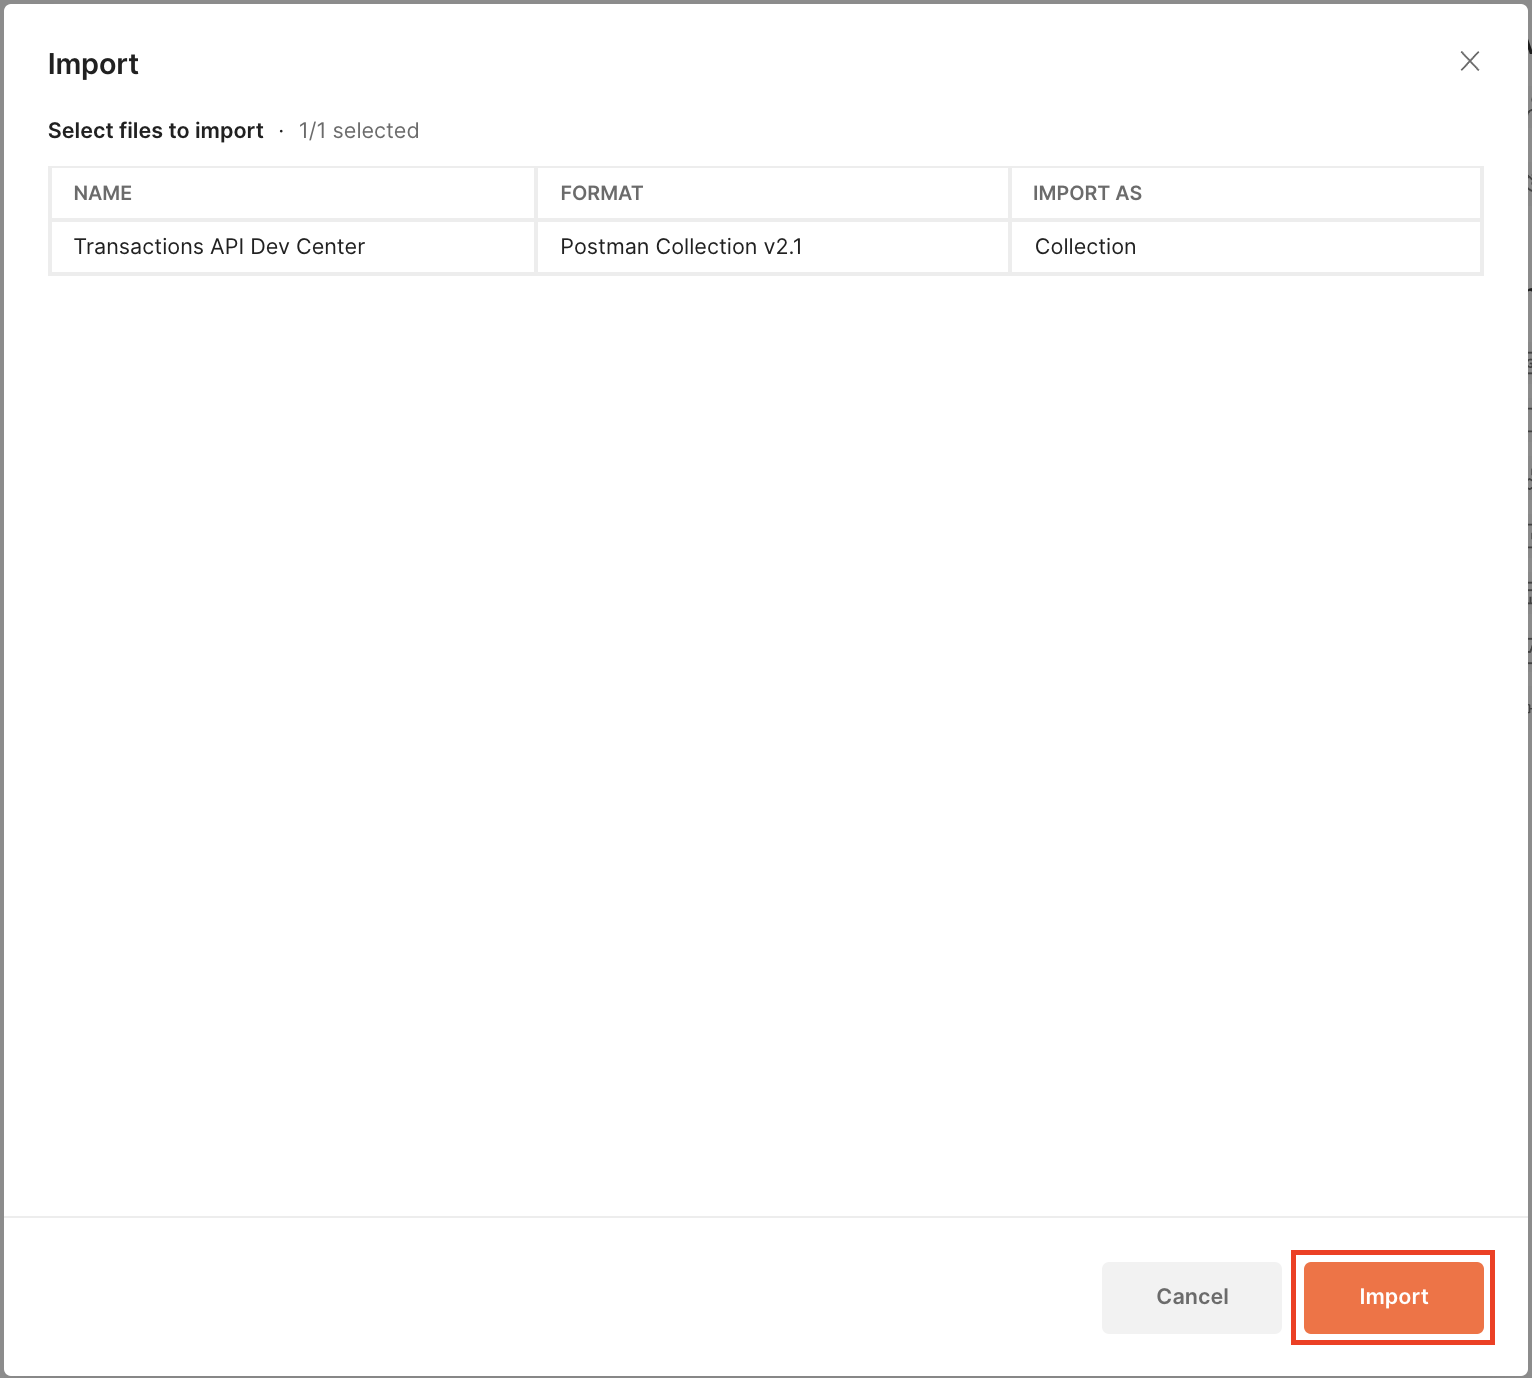 Import
Select files to import · 1/1 selected
NAME FORMAT IMPORT AS
Transactions API Dev Center Postman Collection v2.1 Collection
Cancel Import